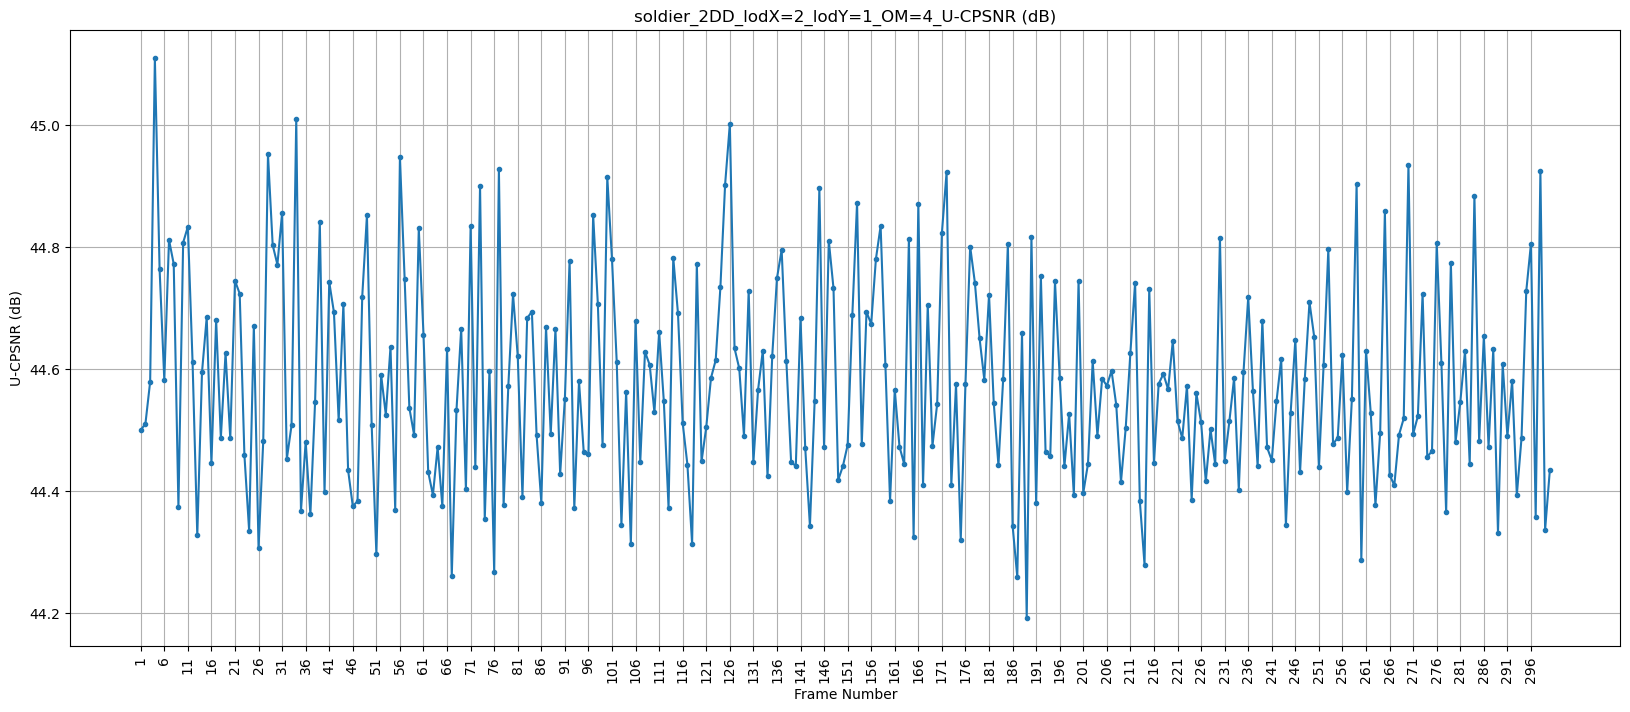 soldier_2DD_lodX=2_lodY=1_OM=4_U-CPSNR (dB)
U-CPSNR (dB)
45.0
44.8
44.6
44.4
44.2
1 6 11 16 21 26 31 36 41 46 51 56 61 66 71 76 81 86 91 96 101 106 111 116 121 126 131 136 141 146 151 156 161 166 171 176 181 186 191 196 201 206 211 216 221 226 231 236 241 246 251 256 261 266 271 276 281 286 291 296
Frame Number